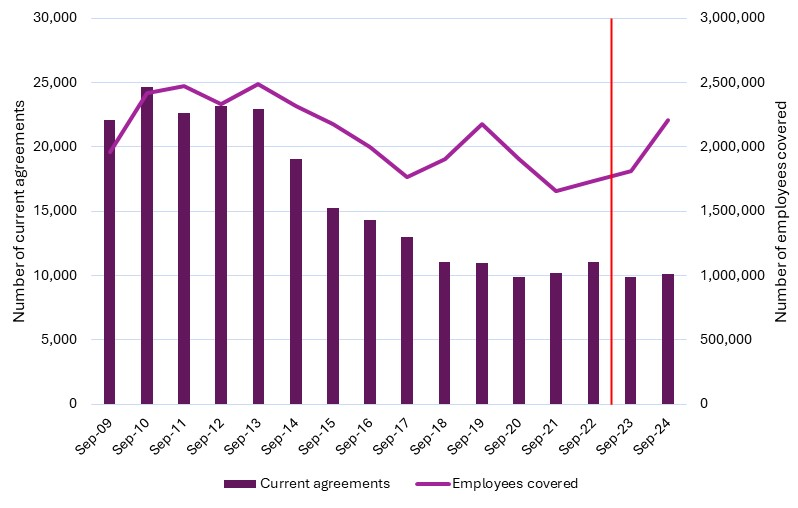 30,000
25,000
20,000
15,000
10,000
5,000
0
Number of current agreements
3,000,000
2,500,000
2,000,000
1,500,000
1,000,000
500,000
0
Number of employees covered
Sep-09
Sep-10
Sep-11
Sep-12
Sep-13
Sep-14
Sep-15
Sep-16
Sep-17
Sep-18
Sep-19
Sep-20
Sep-21
Sep-22
Sep-23
Sep-24
Current agreements
Employees covered